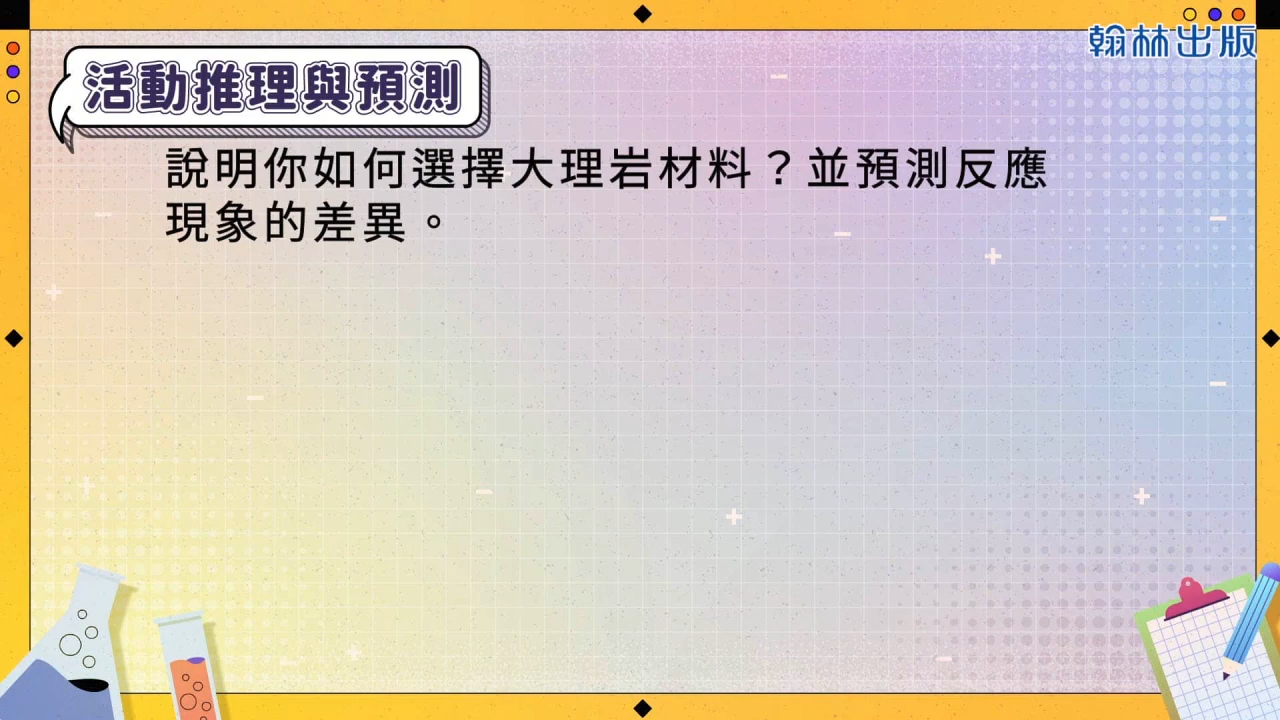 翰林出版
活動推理與預測
說明你如何選擇大理岩材料？並預測反應
現象的差異。